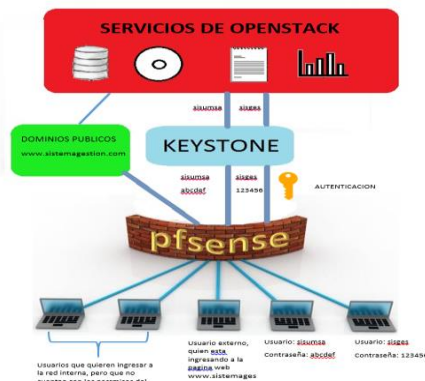 SERVICIOS DE OPENSTACK
sisumsa sisges
DOMINIOS PUBLICOS
www.sistemagestion.com
KEYSTONE
sisumsa sisges
abcdef 123456
AUTENTICACION
pfsense
Usuarios que quieren ingresar a
la red interna, pero que no
Usuario externo,
quien esta
ingresando a la
pagina web
www.sistemages
Usuario: sisumsa
Contraseña: abcdef
Usuario: sisges
Contraseña: 123456